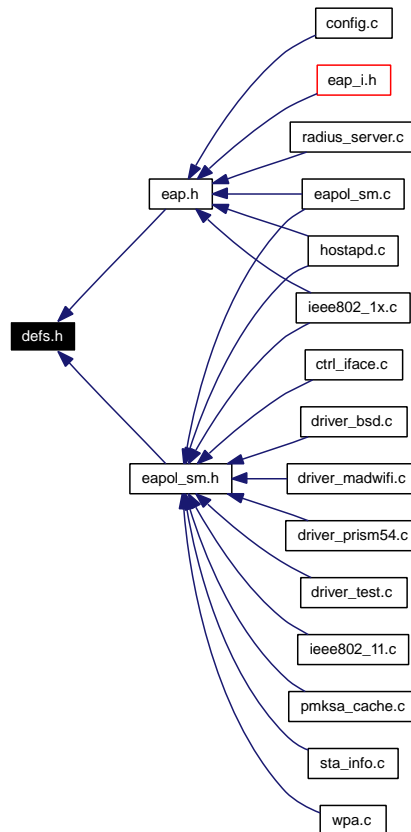 config.c
eap_i.h
radius_server.c
eap.h
eapol_sm.c
hostapd.c
ieee802_1x.c
defs.h
ctrl_iface.c
driver_bsd.c
eapol_sm.h
driver_madwifi.c
driver_prism54.c
driver_test.c
ieee802_11.c
pmksa_cache.c
sta_info.c
wpa.c